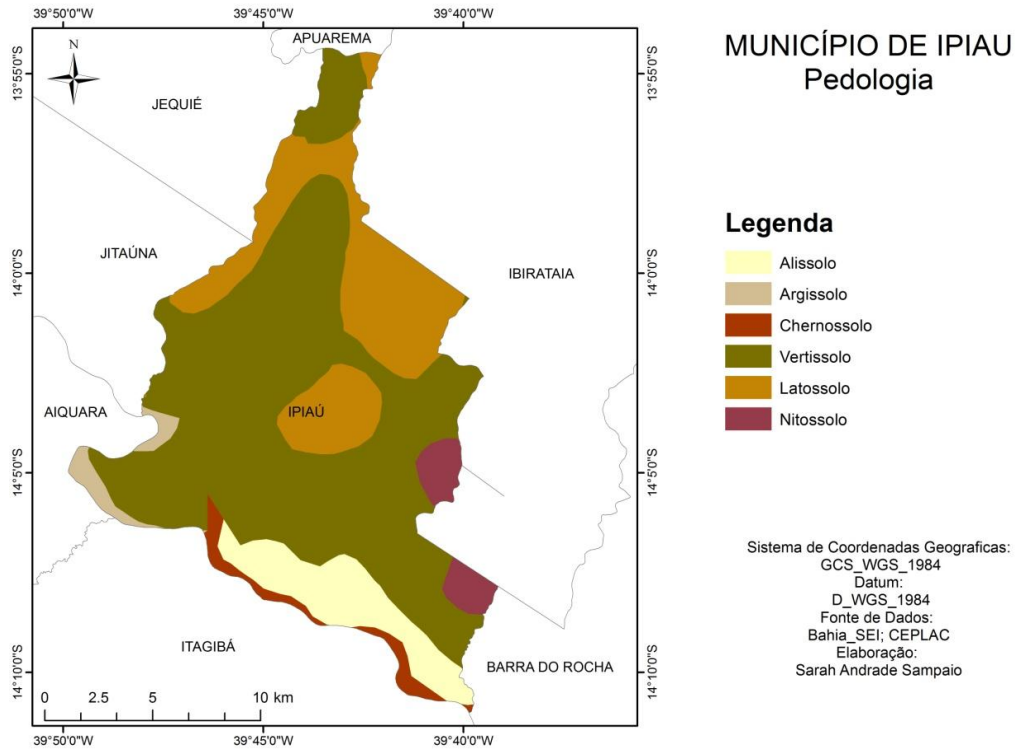 39°50'0"W 39°45'0"W 39°40'0"W
APUAREMA
N
13°55'0"S
13°55'0"S
JEQUIÉ
JITAÚNA
IBIRATAIA
14°0'0"S
14°0'0"S
AIQUARA
IPIAÚ
14°5'0"S
14°5'0"S
ITAGIBÁ
BARRA DO ROCHA
14°10'0"S
14°10'0"S
0 2.5 5 10 km
39°50'0"W 39°45'0"W 39°40'0"W
MUNICÍPIO DE IPIAU
Pedologia
Legenda
Alissolo
Argissolo
Chernossolo
Vertissolo
Latossolo
Nitossolo
Sistema de Coordenadas Geograficas:
GCS_WGS_1984
Datum:
D_WGS_1984
Fonte de Dados:
Bahia_SEI; CEPLAC
Elaboração:
Sarah Andrade Sampaio